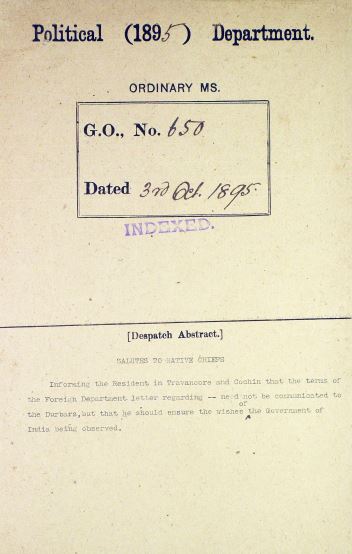 Political (1895) Department.
ORDINARY MS.
G.O., No. 650
Dated 3rd Oct. 1895.
INDEXED.
[Despatch Abstract.]
SALUTES TO NATIVE CHIEFS
Informing the Resident in Travancore and Cochin that the terms of
the Foreign Department letter regarding -- need not be communicated to
the Durbars, but that he should ensure the wishes of the Government of
India being observed.